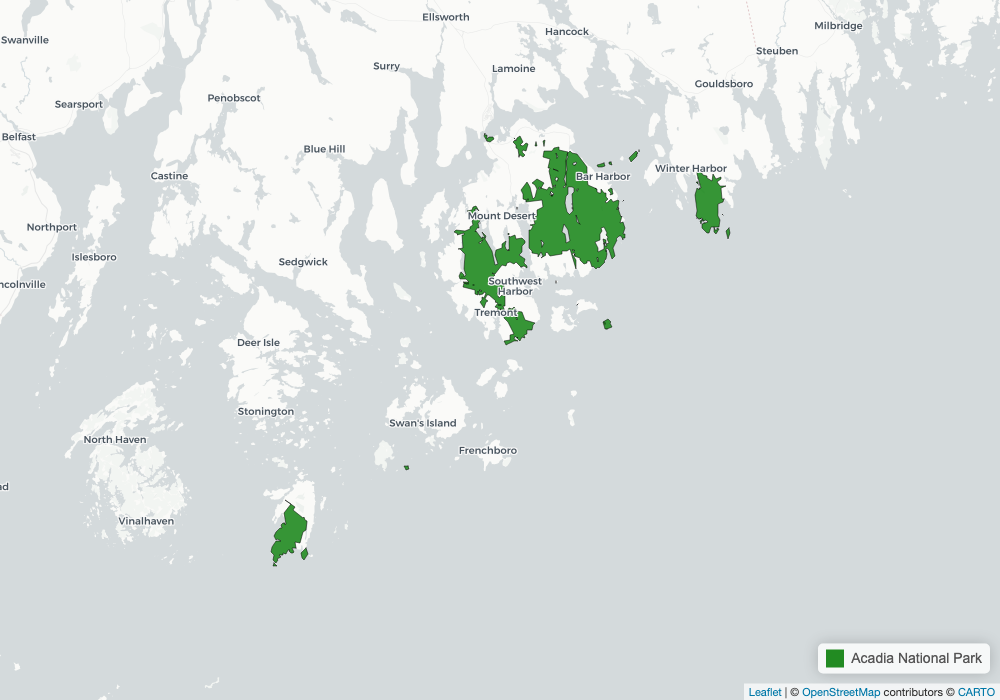 Ellsworth
Milbridge
Hancock
Swanville
Steuben
Surry
Lamoine
Gouldsboro
Penobscot
Searsport
Belfast
Blue Hill
Winter Harbor
Castine
Bar Harbor
Mount Desert
Northport
Islesboro
Sedgwick
Southwest
Harbor
ncolnville
Tremont
Deer Isle
Stonington
Swan's Island
North Haven
Frenchboro
nd
Vinalhaven
Acadia National Park
Leaflet | © OpenStreetMap contributors © CARTO